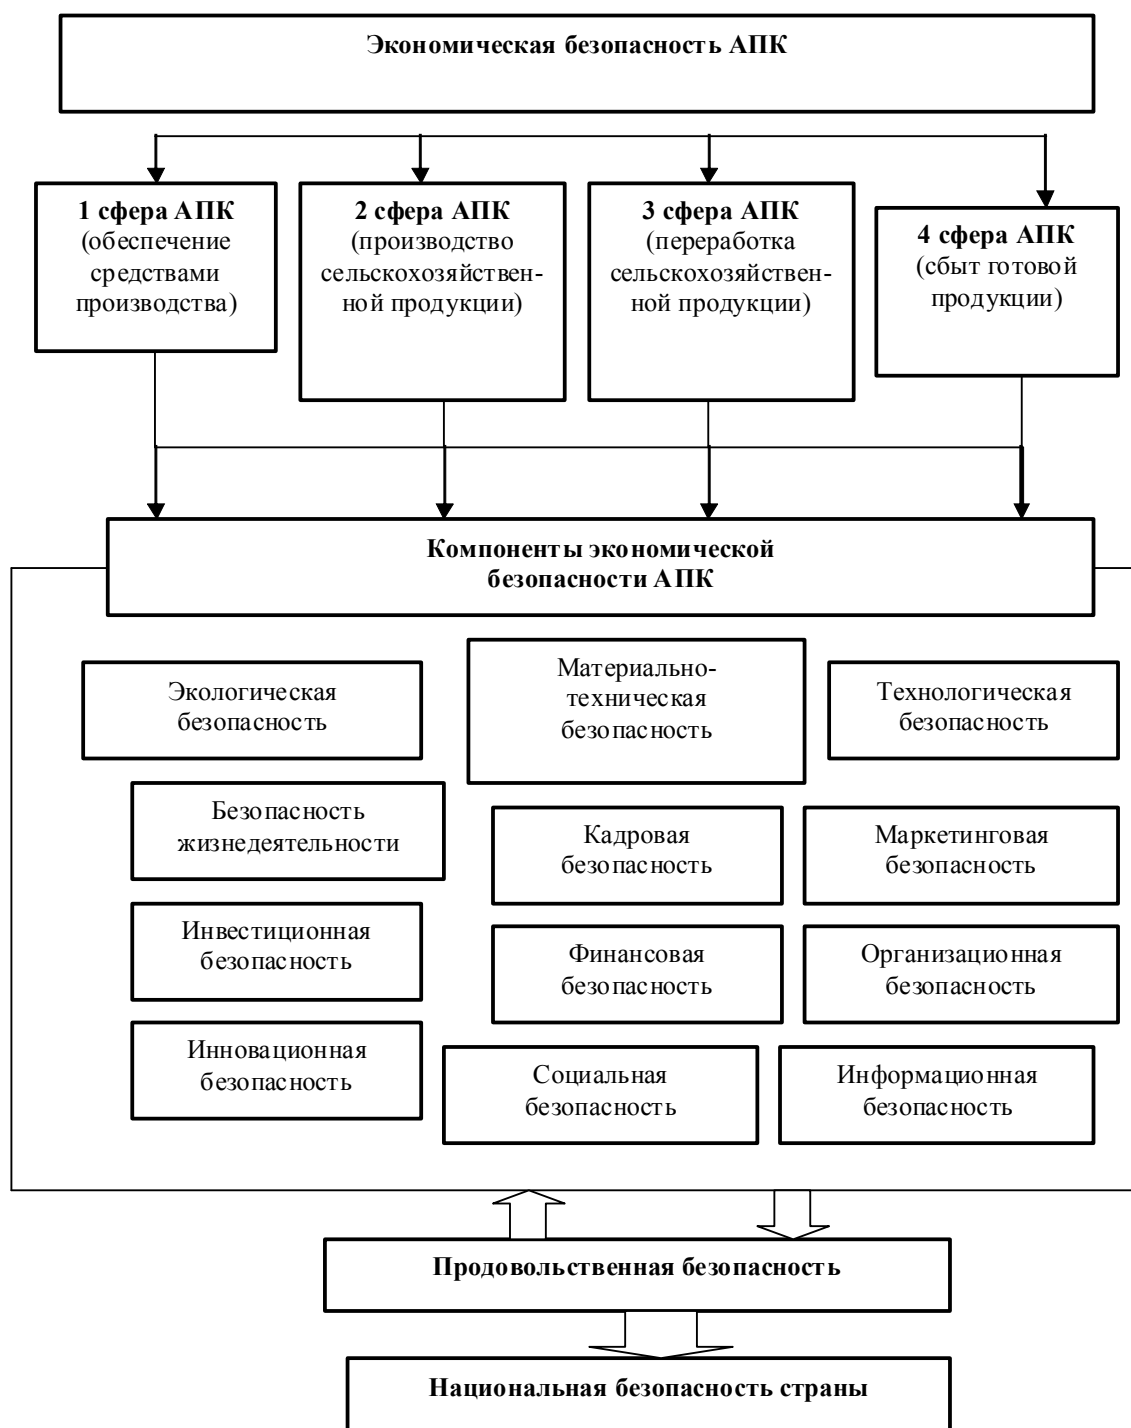 Экономическая безопасность АПК
1 сфера АПК
(обеспечение
средствами
производства)
2 сфера АПК
(производство
сельскохозяйствен-
ной продукции)
3 сфера АПК
(переработка
сельскохозяйствен-
ной продукции)
4 сфера АПК
(сбыт готовой
продукции)
Компоненты экономической
безопасности АПК
Экологическая
безопасность
Материально-
техническая
безопасность
Технологическая
безопасность
Безопасность
жизнедеятельности
Кадровая
безопасность
Маркетинговая
безопасность
Инвестиционная
безопасность
Финансовая
безопасность
Организационная
безопасность
Инновационная
безопасность
Социальная
безопасность
Информационная
безопасность
Продовольственная безопасность
Национальная безопасность страны